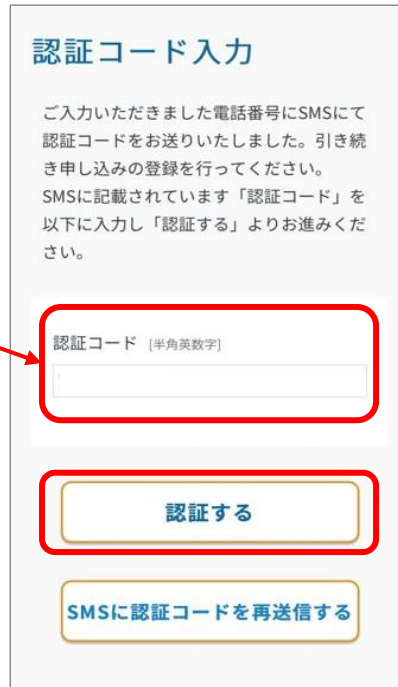 認証コード入力
ご入力いただきました電話番号にSMSにて
認証コードをお送りいたしました。引き続
き申し込みの登録を行ってください。
SMSに記載されています「認証コード」を
以下に入力し「認証する」よりお進みくだ
さい。
認証コード [半角英数字]
認証する
SMSに認証コードを再送信する